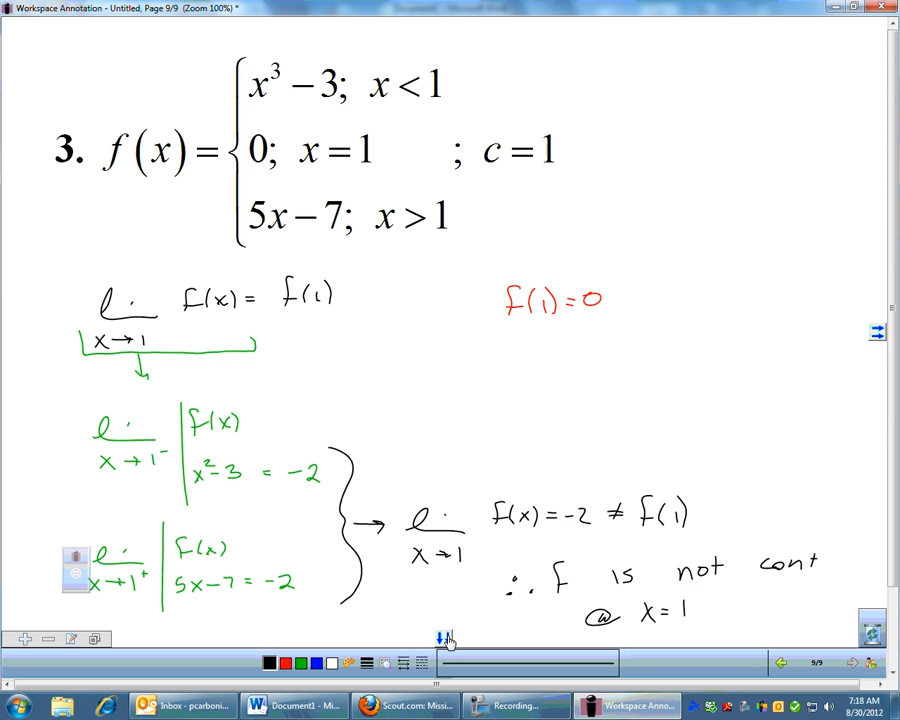 Workspace Annotation - Untitled, Page 9/9 (Zoom 100%) *
x³ − 3; x < 1
3. f(x) = { 0; x = 1 ; c = 1
5x − 7; x > 1
lim f(x) = f(1)
x→1
f(1) = 0
lim | f(x)
x→1⁻ | x²−3 = −2
lim f(x) = −2 ≠ f(1)
x→1
lim | f(x)
x→1⁺ | 5x−7 = −2
∴ f is not cont
@ x = 1
9/9
Inbox - pcarboni...
Document1 - Mi...
Scout.com: Missi...
Recording...
Workspace Anno...
7:18 AM
8/30/2012